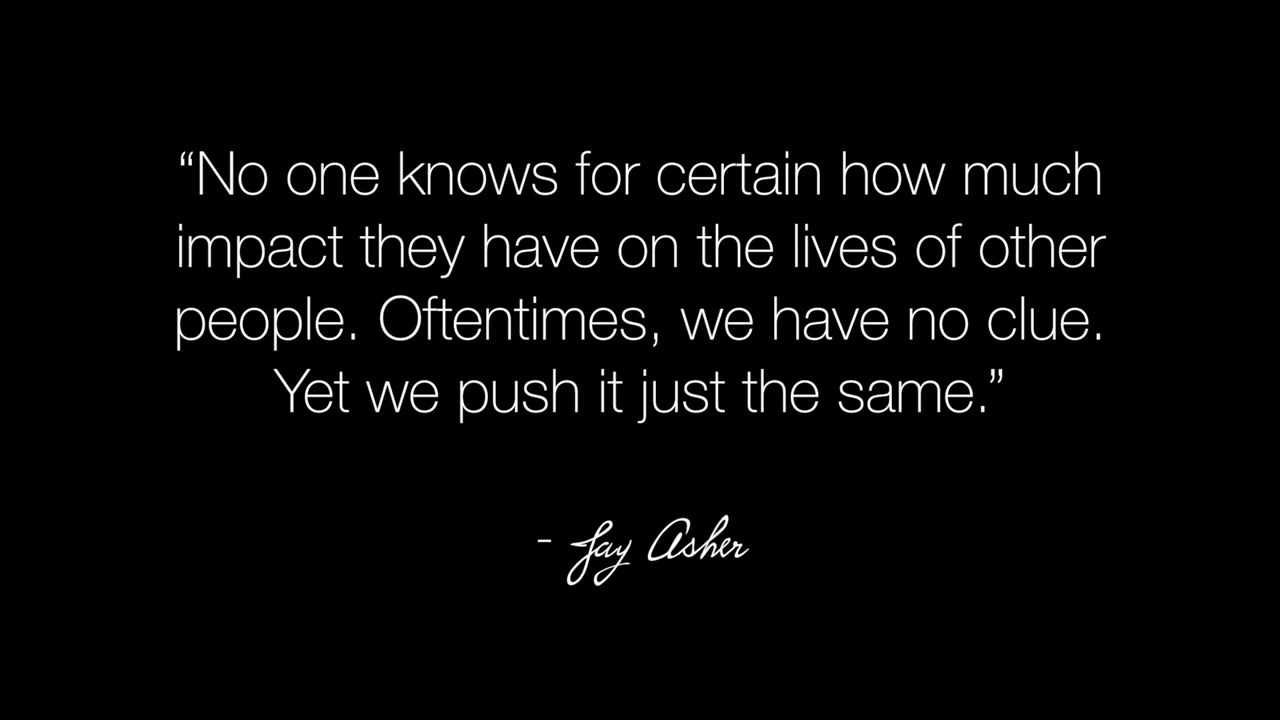 “No one knows for certain how much
impact they have on the lives of other
people. Oftentimes, we have no clue.
Yet we push it just the same.”
- Jay Asher